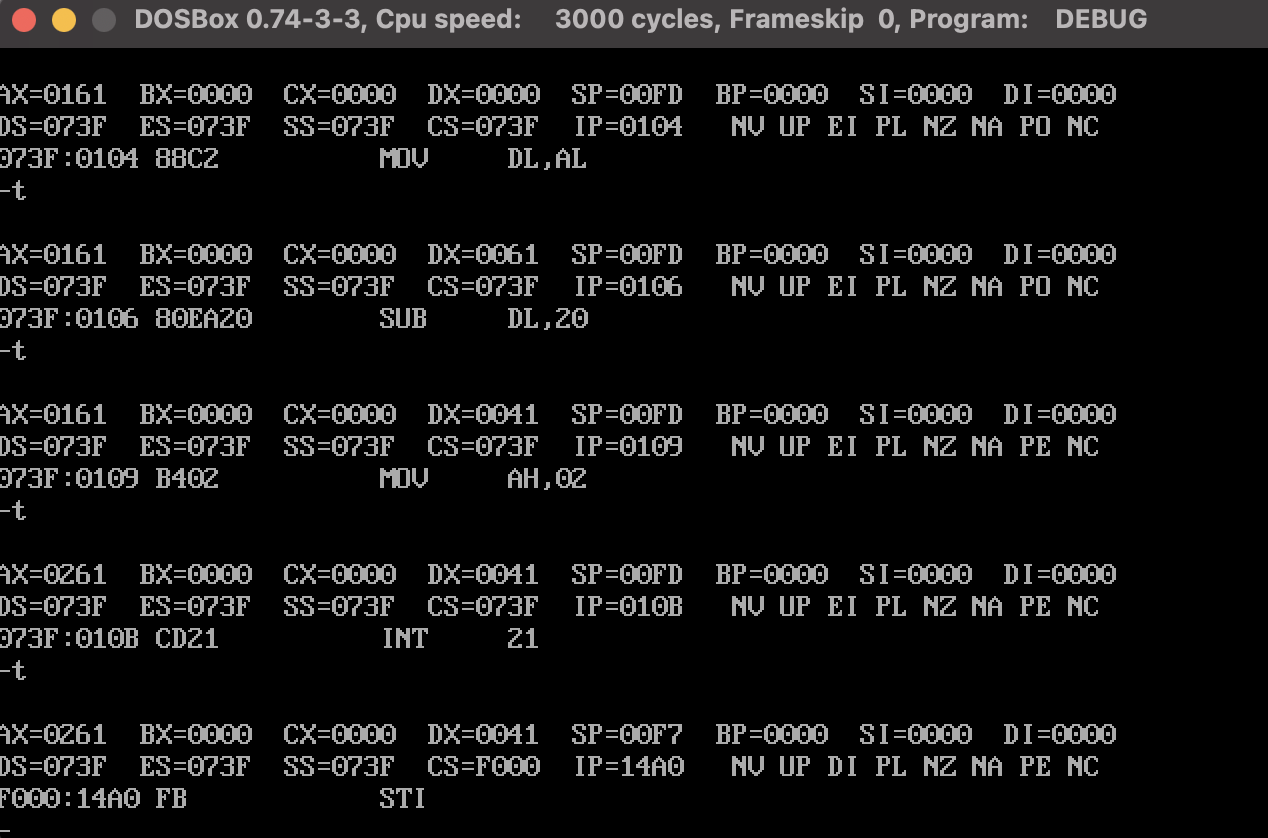 DOSBox 0.74-3-3, Cpu speed: 3000 cycles, Frameskip 0, Program: DEBUG
AX=0161 BX=0000 CX=0000 DX=0000 SP=00FD BP=0000 SI=0000 DI=0000
DS=073F ES=073F SS=073F CS=073F IP=0104 NV UP EI PL NZ NA PO NC
073F:0104 88C2 MOV DL,AL
-t
AX=0161 BX=0000 CX=0000 DX=0061 SP=00FD BP=0000 SI=0000 DI=0000
DS=073F ES=073F SS=073F CS=073F IP=0106 NV UP EI PL NZ NA PO NC
073F:0106 80EA20 SUB DL,20
-t
AX=0161 BX=0000 CX=0000 DX=0041 SP=00FD BP=0000 SI=0000 DI=0000
DS=073F ES=073F SS=073F CS=073F IP=0109 NV UP EI PL NZ NA PE NC
073F:0109 B402 MOV AH,02
-t
AX=0261 BX=0000 CX=0000 DX=0041 SP=00FD BP=0000 SI=0000 DI=0000
DS=073F ES=073F SS=073F CS=073F IP=010B NV UP EI PL NZ NA PE NC
073F:010B CD21 INT 21
-t
AX=0261 BX=0000 CX=0000 DX=0041 SP=00F7 BP=0000 SI=0000 DI=0000
DS=073F ES=073F SS=073F CS=F000 IP=14A0 NV UP DI PL NZ NA PE NC
F000:14A0 FB STI
-